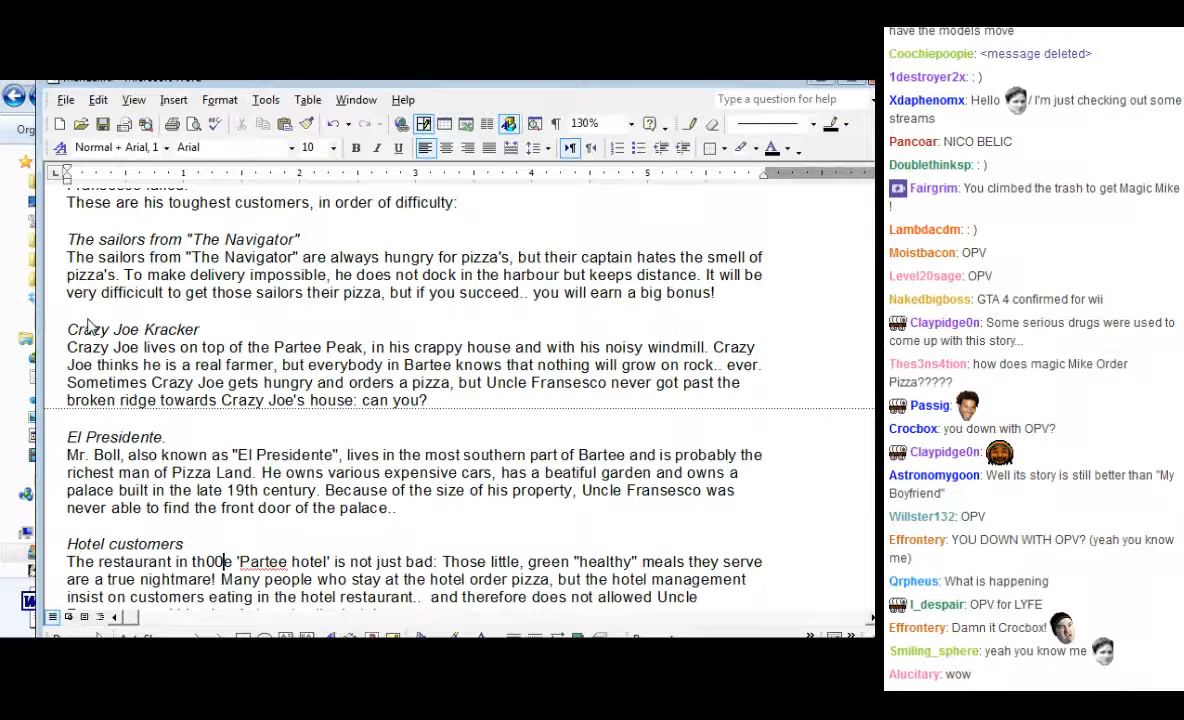 File Edit View Insert Format Tools Table Window Help Type a question for help
130%
Normal + Arial, 1 Arial 10 B I U
Org
1 2 3 4 5
These are his toughest customers, in order of difficulty:
The sailors from "The Navigator"
The sailors from "The Navigator" are always hungry for pizza's, but their captain hates the smell of
pizza's. To make delivery impossible, he does not dock in the harbour but keeps distance. It will be
very difficicult to get those sailors their pizza, but if you succeed.. you will earn a big bonus!
Crazy Joe Kracker
Crazy Joe lives on top of the Partee Peak, in his crappy house and with his noisy windmill. Crazy
Joe thinks he is a real farmer, but everybody in Bartee knows that nothing will grow on rock.. ever.
Sometimes Crazy Joe gets hungry and orders a pizza, but Uncle Fransesco never got past the
broken ridge towards Crazy Joe's house: can you?
El Presidente.
Mr. Boll, also known as "El Presidente", lives in the most southern part of Bartee and is probably the
richest man of Pizza Land. He owns various expensive cars, has a beatiful garden and owns a
palace built in the late 19th century. Because of the size of his property, Uncle Fransesco was
never able to find the front door of the palace..
Hotel customers
The restaurant in th00e 'Partee hotel' is not just bad: Those little, green "healthy" meals they serve
are a true nightmare! Many people who stay at the hotel order pizza, but the hotel management
insist on customers eating in the hotel restaurant.. and therefore does not allowed Uncle
have the models move
Coochiepoopie: <message deleted>
1destroyer2x: : )
Xdaphenomx: Hello / I'm just checking out some
streams
Pancoar: NICO BELIC
Doublethinksp: : )
Fairgrim: You climbed the trash to get Magic Mike
!
Lambdacdm: : )
Moistbacon: OPV
Level20sage: OPV
Nakedbigboss: GTA 4 confirmed for wii
Claypidge0n: Some serious drugs were used to
come up with this story...
Thes3ns4tion: how does magic Mike Order
Pizza?????
Passig:
Crocbox: you down with OPV?
Claypidge0n:
Astronomygoon: Well its story is still better than "My
Boyfriend"
Willster132: OPV
Effrontery: YOU DOWN WITH OPV? (yeah you know
me)
Qrpheus: What is happening
I_despair: OPV for LYFE
Effrontery: Damn it Crocbox!
Smiling_sphere: yeah you know me
Alucitary: wow